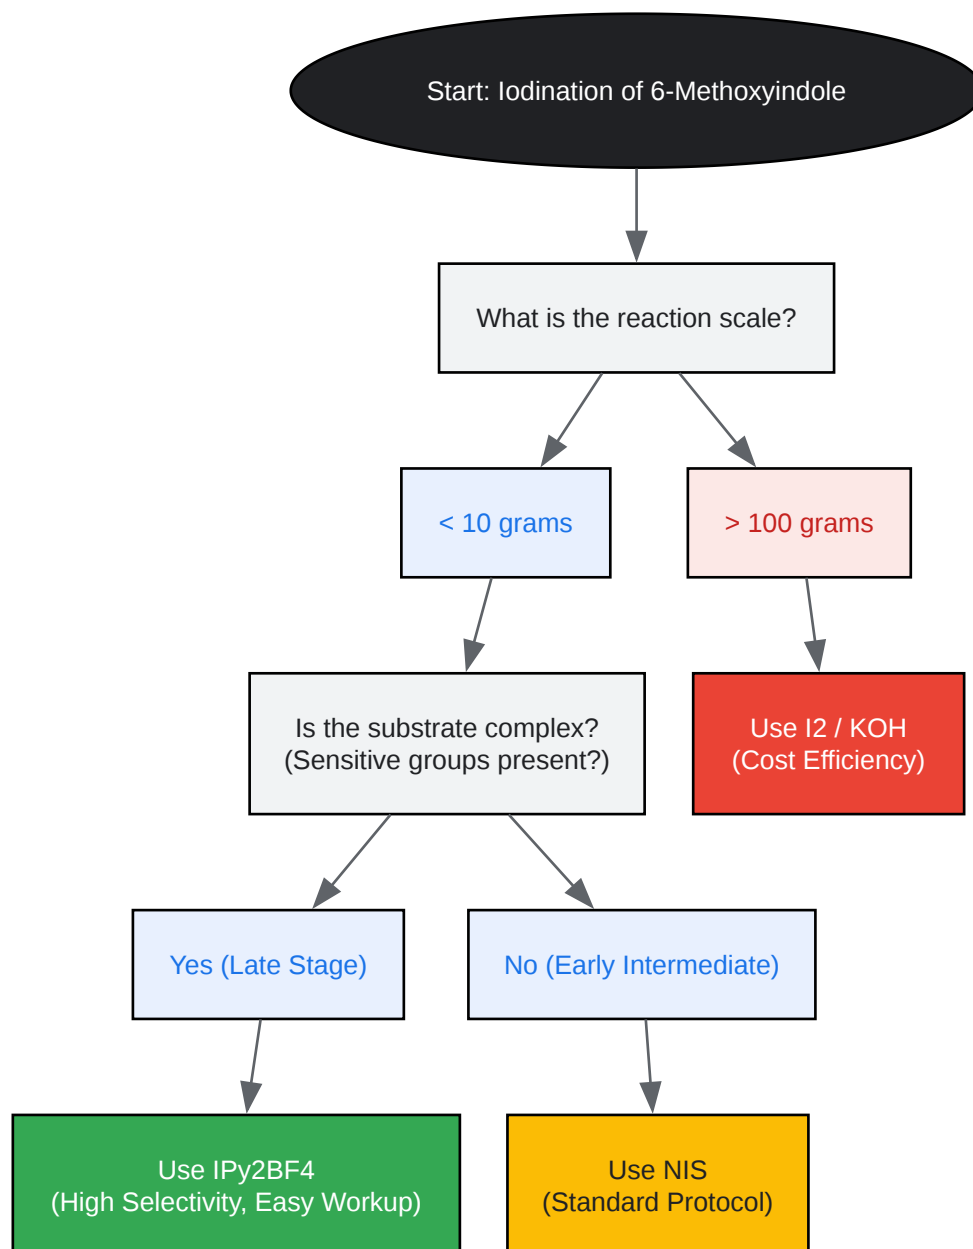 Start: Iodination of 6-Methoxyindole
What is the reaction scale?
< 10 grams
> 100 grams
Is the substrate complex?
(Sensitive groups present?)
Use I2 / KOH
(Cost Efficiency)
Yes (Late Stage)
No (Early Intermediate)
Use IPy2BF4
(High Selectivity, Easy Workup)
Use NIS
(Standard Protocol)